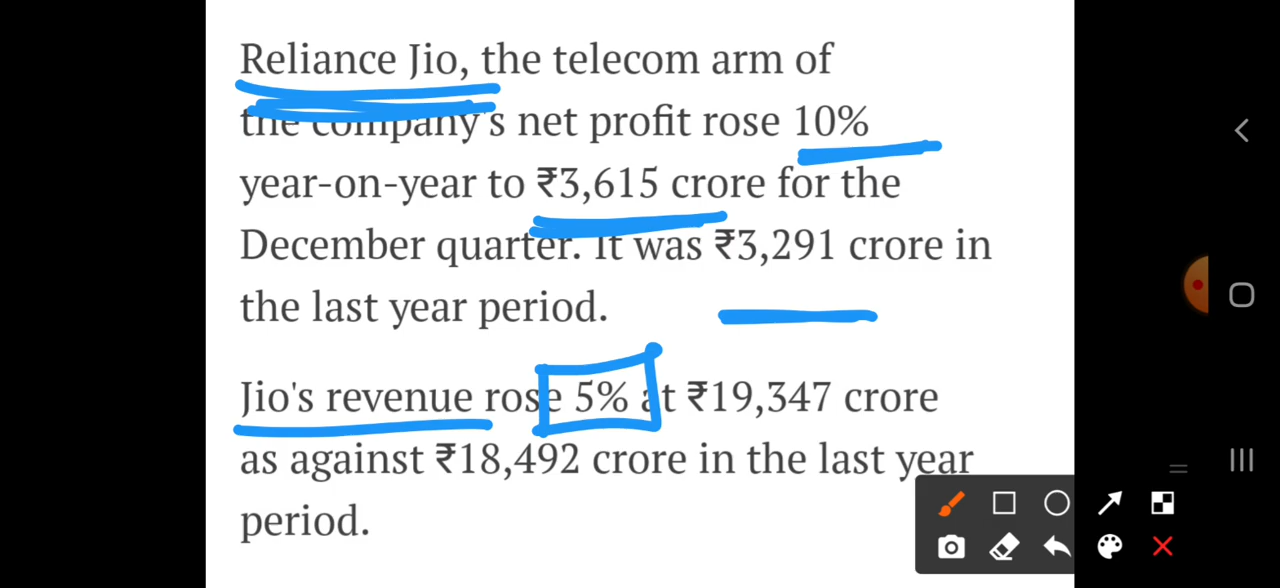 Reliance Jio, the telecom arm of
the company's net profit rose 10%
year-on-year to ₹3,615 crore for the
December quarter. It was ₹3,291 crore in
the last year period.
Jio's revenue rose 5% at ₹19,347 crore
as against ₹18,492 crore in the last year
period.